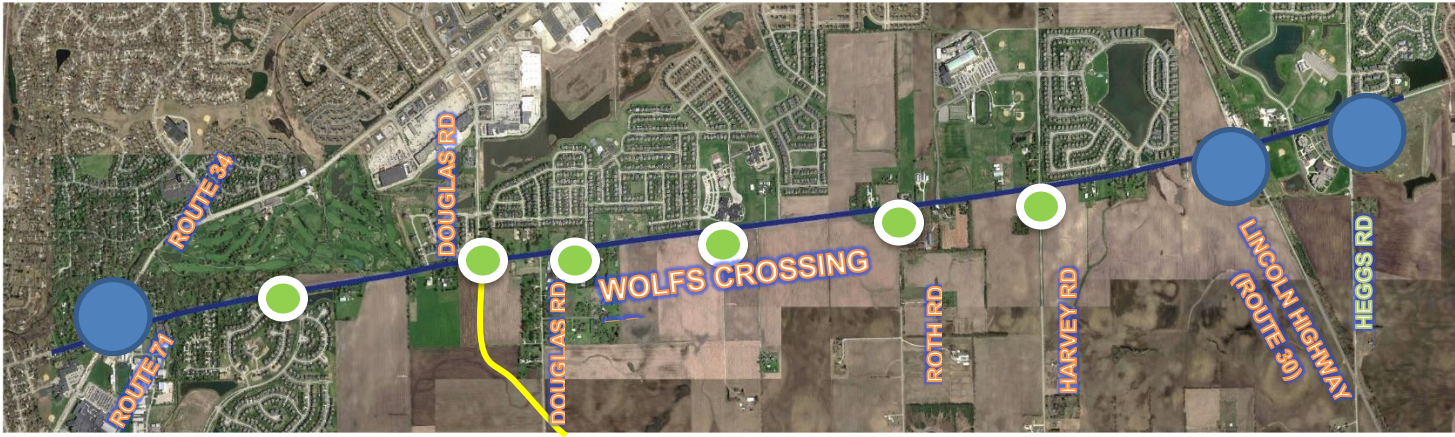 ROUTE 34
DOUGLAS RD
WOLFS CROSSING
ROUTE 71
DOUGLAS RD
ROTH RD
HARVEY RD
LINCOLN HIGHWAY
(ROUTE 30)
HEGGS RD